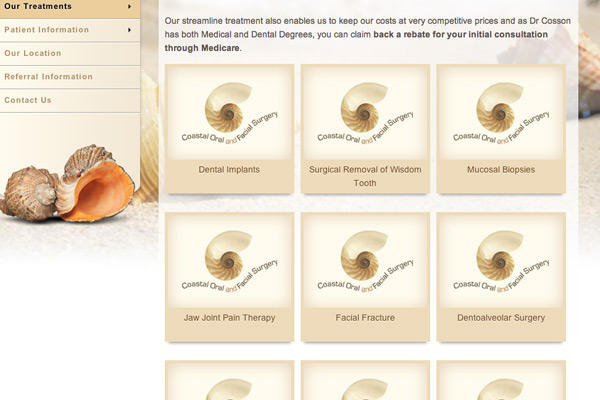 Our Treatments
Patient Information
Our Location
Referral Information
Contact Us
Our streamline treatment also enables us to keep our costs at very competitive prices and as Dr Cosson
has both Medical and Dental Degrees, you can claim back a rebate for your initial consultation
through Medicare.
Coastal Oral and Facial Surgery
Coastal Oral and Facial Surgery
Coastal Oral and Facial Surgery
Dental Implants
Surgical Removal of Wisdom
Tooth
Mucosal Biopsies
Coastal Oral and Facial Surgery
Coastal Oral and Facial Surgery
Coastal Oral and Facial Surgery
Jaw Joint Pain Therapy
Facial Fracture
Dentoalveolar Surgery